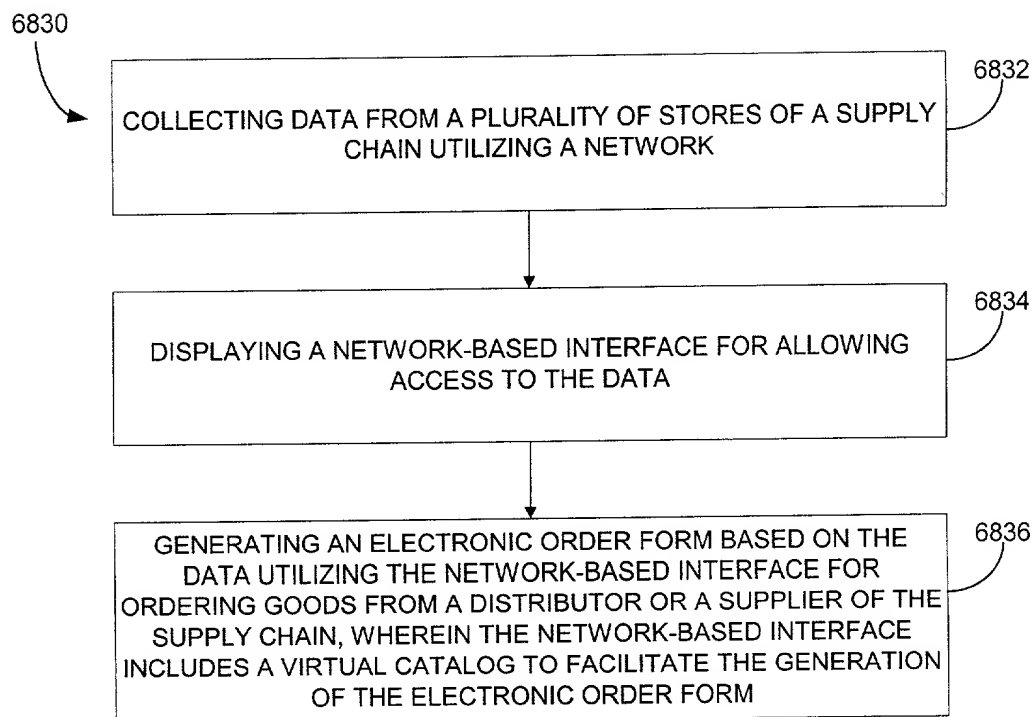 6830
6832
COLLECTING DATA FROM A PLURALITY OF STORES OF A SUPPLY
CHAIN UTILIZING A NETWORK
6834
DISPLAYING A NETWORK-BASED INTERFACE FOR ALLOWING
ACCESS TO THE DATA
6836
GENERATING AN ELECTRONIC ORDER FORM BASED ON THE
DATA UTILIZING THE NETWORK-BASED INTERFACE FOR
ORDERING GOODS FROM A DISTRIBUTOR OR A SUPPLIER OF THE
SUPPLY CHAIN, WHEREIN THE NETWORK-BASED INTERFACE
INCLUDES A VIRTUAL CATALOG TO FACILITATE THE GENERATION
OF THE ELECTRONIC ORDER FORM